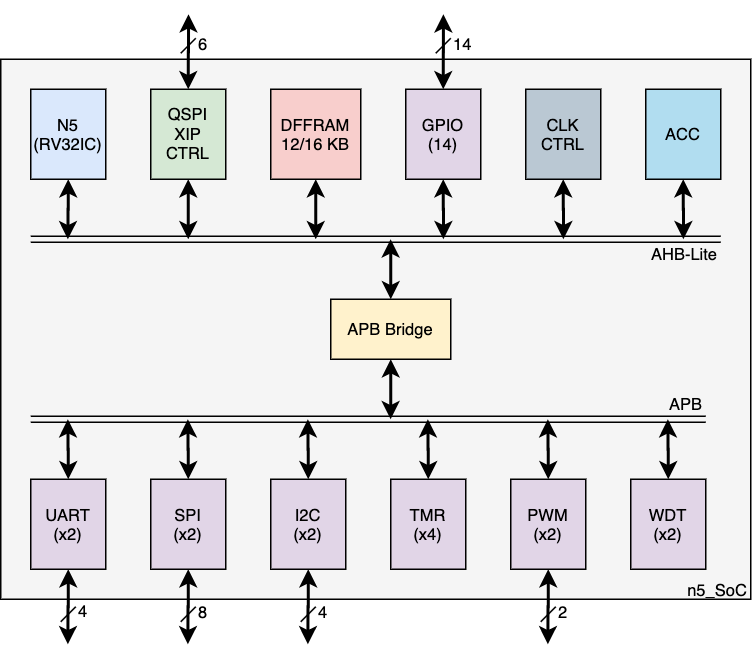 6
14
N5
(RV32IC)
QSPI
XIP
CTRL
DFFRAM
12/16 KB
GPIO
(14)
CLK
CTRL
ACC
AHB-Lite
APB Bridge
APB
UART
(x2)
SPI
(x2)
I2C
(x2)
TMR
(x4)
PWM
(x2)
WDT
(x2)
n5_SoC
4
8
4
2